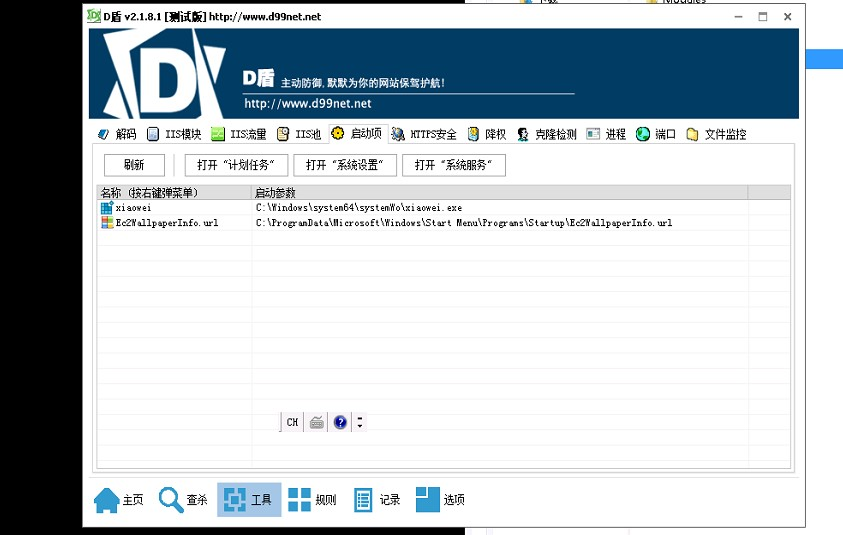 D盾 v2.1.8.1 [测试版] http://www.d99net.net
D盾 主动防御,默默为你的网站保驾护航!
http://www.d99net.net
解码 IIS模块 IIS流量 IIS池 启动项 HTTPS安全 降权 克隆检测 进程 端口 文件监控
刷新 打开“计划任务” 打开“系统设置” 打开“系统服务”
名称（按右键弹菜单） 启动参数
xiaowei C:\Windows\system64\systemWo\xiaowei.exe
Ec2WallpaperInfo.url C:\ProgramData\Microsoft\Windows\Start Menu\Programs\Startup\Ec2WallpaperInfo.url
CH
主页 查杀 工具 规则 记录 选项